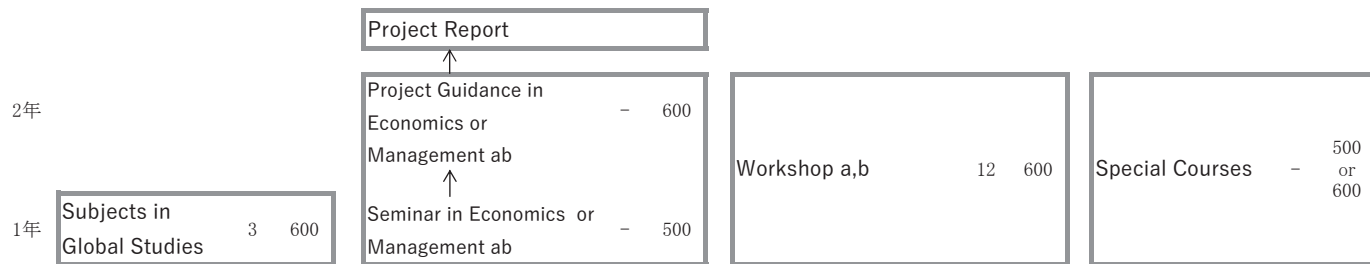 Project Report
2年
Project Guidance in
Economics or
Management ab
- 600
Workshop a,b 12 600
Special Courses -
500
or
600
1年
Subjects in
Global Studies
3 600
Seminar in Economics or
Management ab
- 500